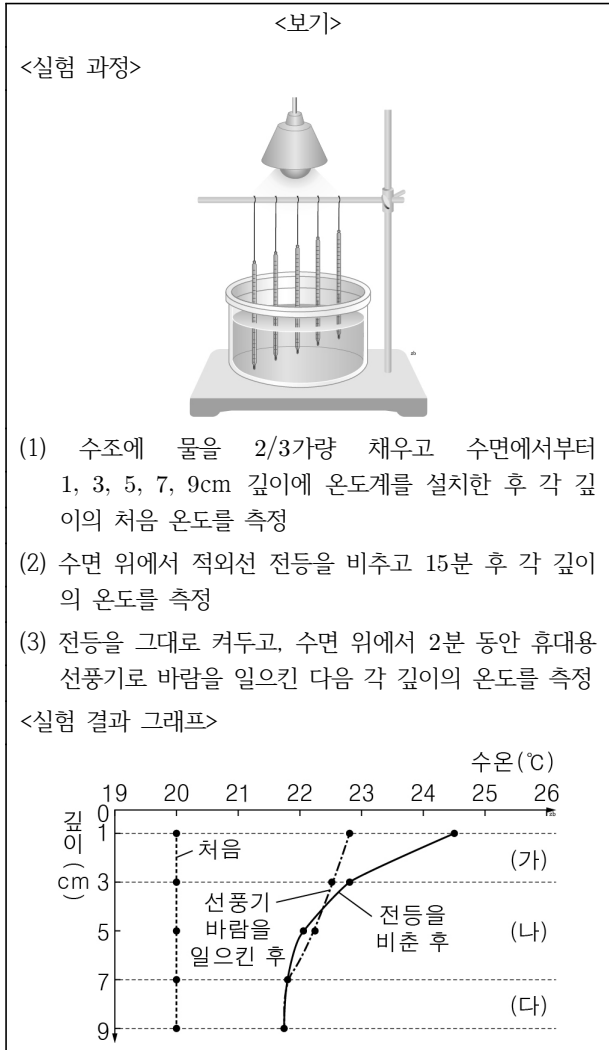 <보기>
<실험 과정>
(1) 수조에 물을 2/3가량 채우고 수면에서부터
1, 3, 5, 7, 9cm 깊이에 온도계를 설치한 후 각 깊
이의 처음 온도를 측정
(2) 수면 위에서 적외선 전등을 비추고 15분 후 각 깊이
의 온도를 측정
(3) 전등을 그대로 켜두고, 수면 위에서 2분 동안 휴대용
선풍기로 바람을 일으킨 다음 각 깊이의 온도를 측정
<실험 결과 그래프>
수온(℃)
19 20 21 22 23 24 25 26
0
1
3
5
7
9
깊이(cm)
처음
선풍기
바람을
일으킨 후
전등을
비춘 후
(가)
(나)
(다)